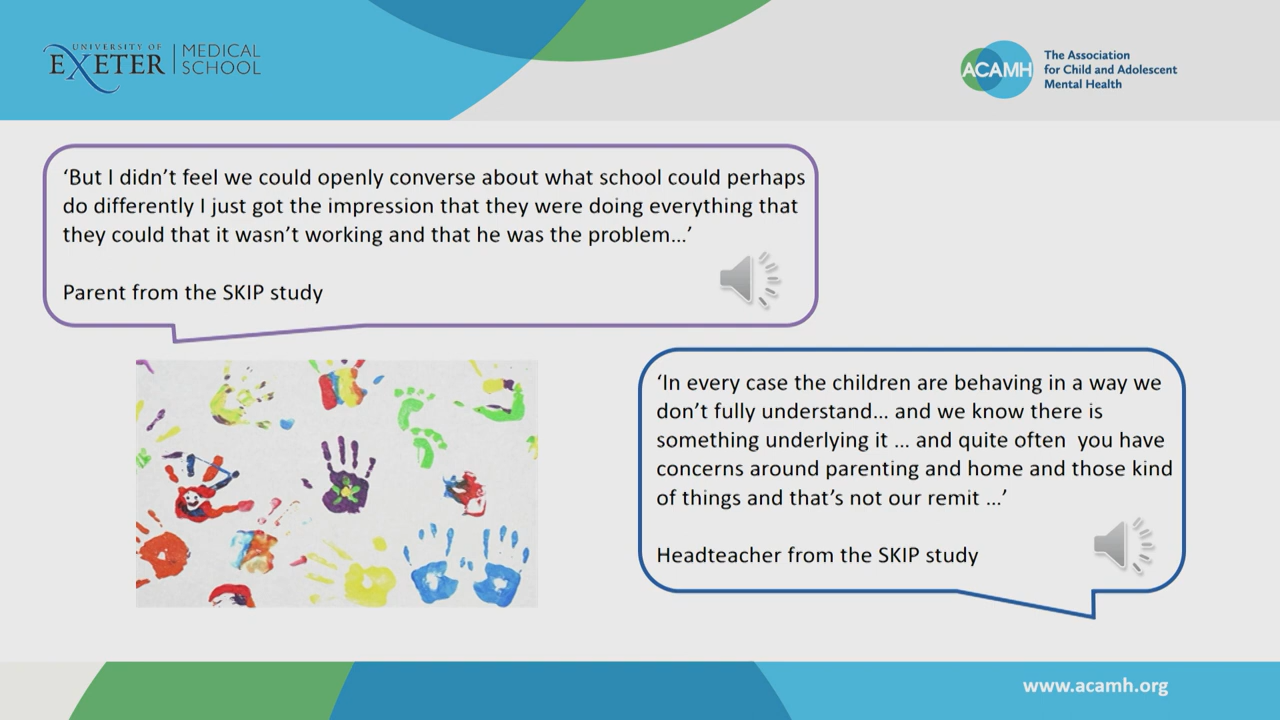 UNIVERSITY OF
EXETER
MEDICAL
SCHOOL
ACAMH
The Association
for Child and Adolescent
Mental Health
‘But I didn’t feel we could openly converse about what school could perhaps
do differently I just got the impression that they were doing everything that
they could that it wasn’t working and that he was the problem...’
Parent from the SKIP study
‘In every case the children are behaving in a way we
don’t fully understand... and we know there is
something underlying it ... and quite often  you have
concerns around parenting and home and those kind
of things and that’s not our remit ...’
Headteacher from the SKIP study
www.acamh.org